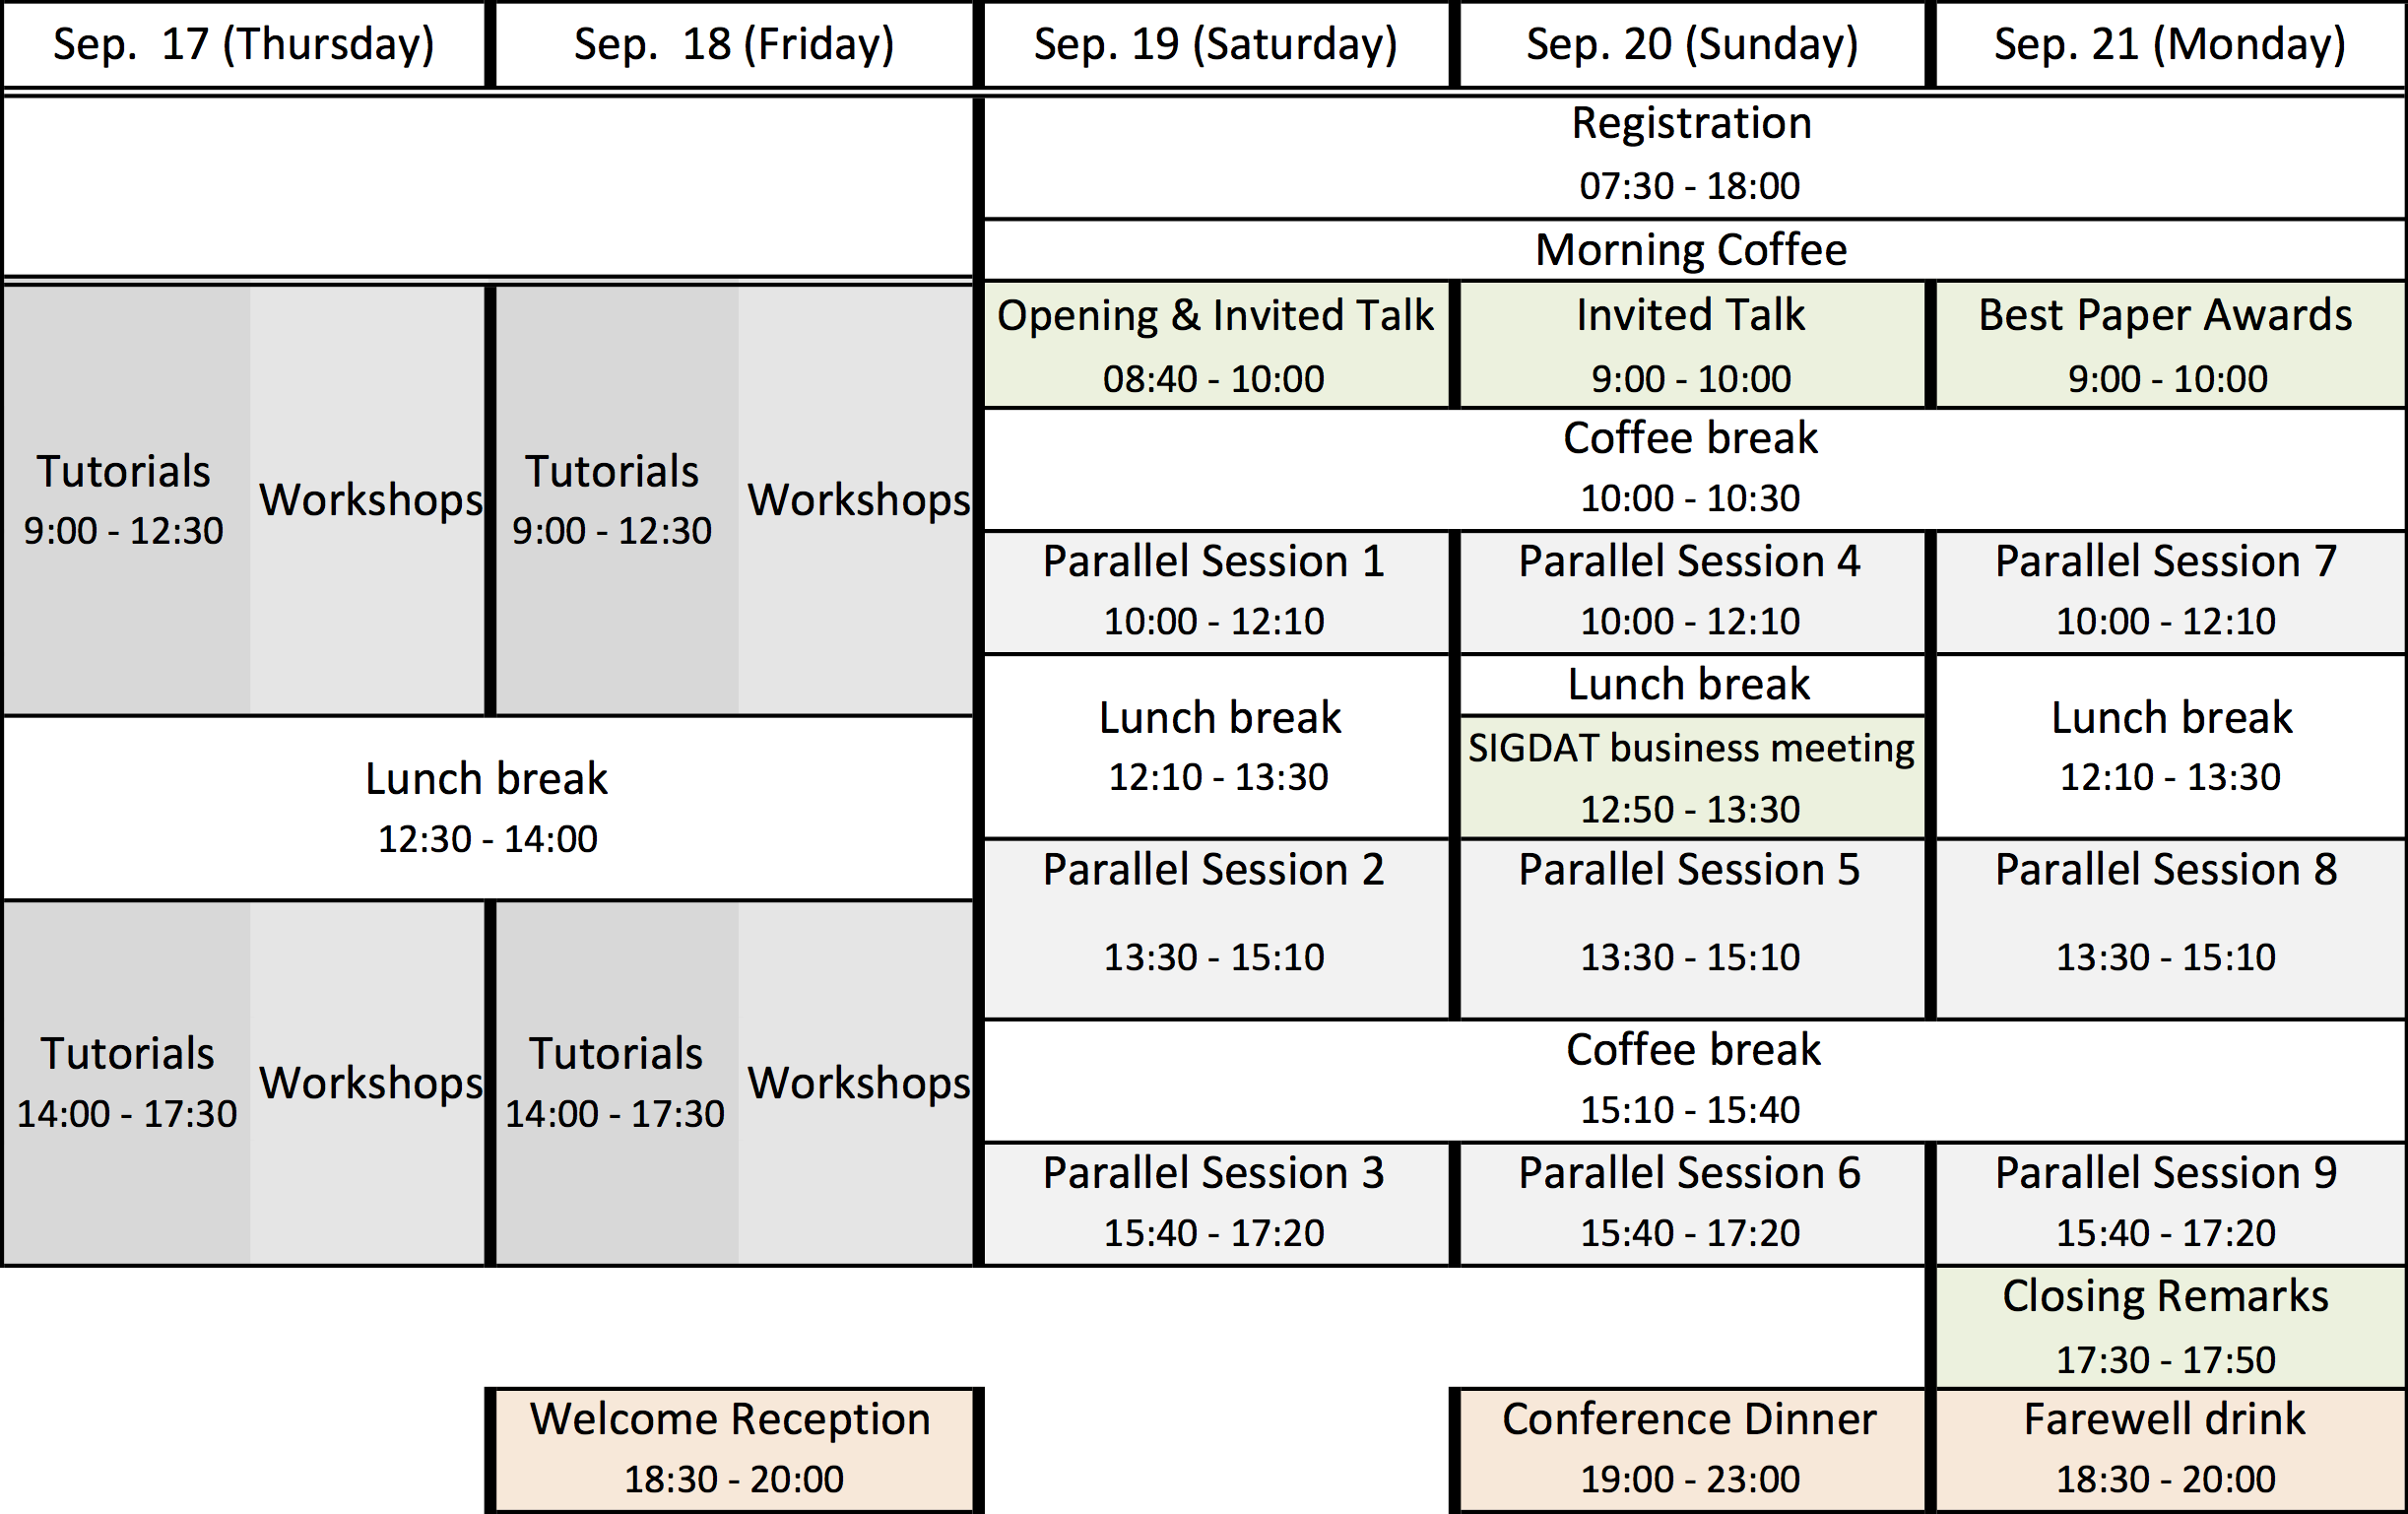 Sep.  17 (Thursday)
Sep.  18 (Friday)
Sep. 19 (Saturday)
Sep. 20 (Sunday)
Sep. 21 (Monday)
Registration
07:30 - 18:00
Morning Coffee
Opening & Invited Talk
08:40 - 10:00
Invited Talk
9:00 - 10:00
Best Paper Awards
9:00 - 10:00
Coffee break
10:00 - 10:30
Tutorials
9:00 - 12:30
Workshops
Tutorials
9:00 - 12:30
Workshops
Parallel Session 1
10:00 - 12:10
Parallel Session 4
10:00 - 12:10
Parallel Session 7
10:00 - 12:10
Lunch break
12:30 - 14:00
Lunch break
12:10 - 13:30
Lunch break
SIGDAT business meeting
12:50 - 13:30
Lunch break
12:10 - 13:30
Parallel Session 2
13:30 - 15:10
Parallel Session 5
13:30 - 15:10
Parallel Session 8
13:30 - 15:10
Tutorials
14:00 - 17:30
Workshops
Tutorials
14:00 - 17:30
Workshops
Coffee break
15:10 - 15:40
Parallel Session 3
15:40 - 17:20
Parallel Session 6
15:40 - 17:20
Parallel Session 9
15:40 - 17:20
Closing Remarks
17:30 - 17:50
Welcome Reception
18:30 - 20:00
Conference Dinner
19:00 - 23:00
Farewell drink
18:30 - 20:00